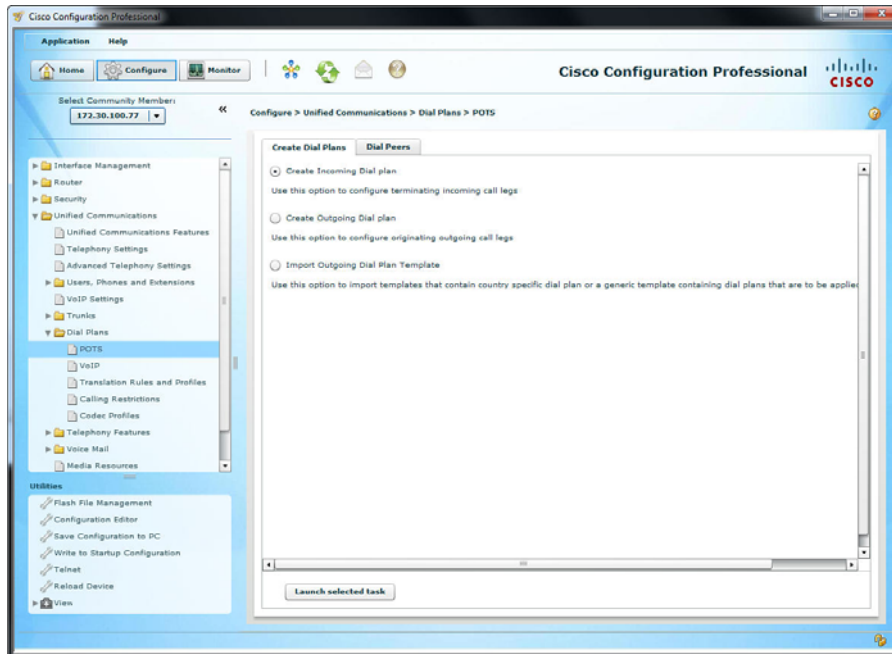 Cisco Configuration Professional
Application Help
Home Configure Monitor
Cisco Configuration Professional
CISCO
Select Community Member:
172.30.100.77
Configure > Unified Communications > Dial Plans > POTS
Interface Management
Router
Security
Unified Communications
Unified Communications Features
Telephony Settings
Advanced Telephony Settings
Users, Phones and Extensions
VoIP Settings
Trunks
Dial Plans
POTS
VoIP
Translation Rules and Profiles
Calling Restrictions
Codec Profiles
Telephony Features
Voice Mail
Media Resources
Utilities
Flash File Management
Configuration Editor
Save Configuration to PC
Write to Startup Configuration
Telnet
Reload Device
View
Create Dial Plans Dial Peers
Create Incoming Dial plan
Use this option to configure terminating incoming call legs
Create Outgoing Dial plan
Use this option to configure originating outgoing call legs
Import Outgoing Dial Plan Template
Use this option to import templates that contain country specific dial plan or a generic template containing dial plans that are to be applied
Launch selected task